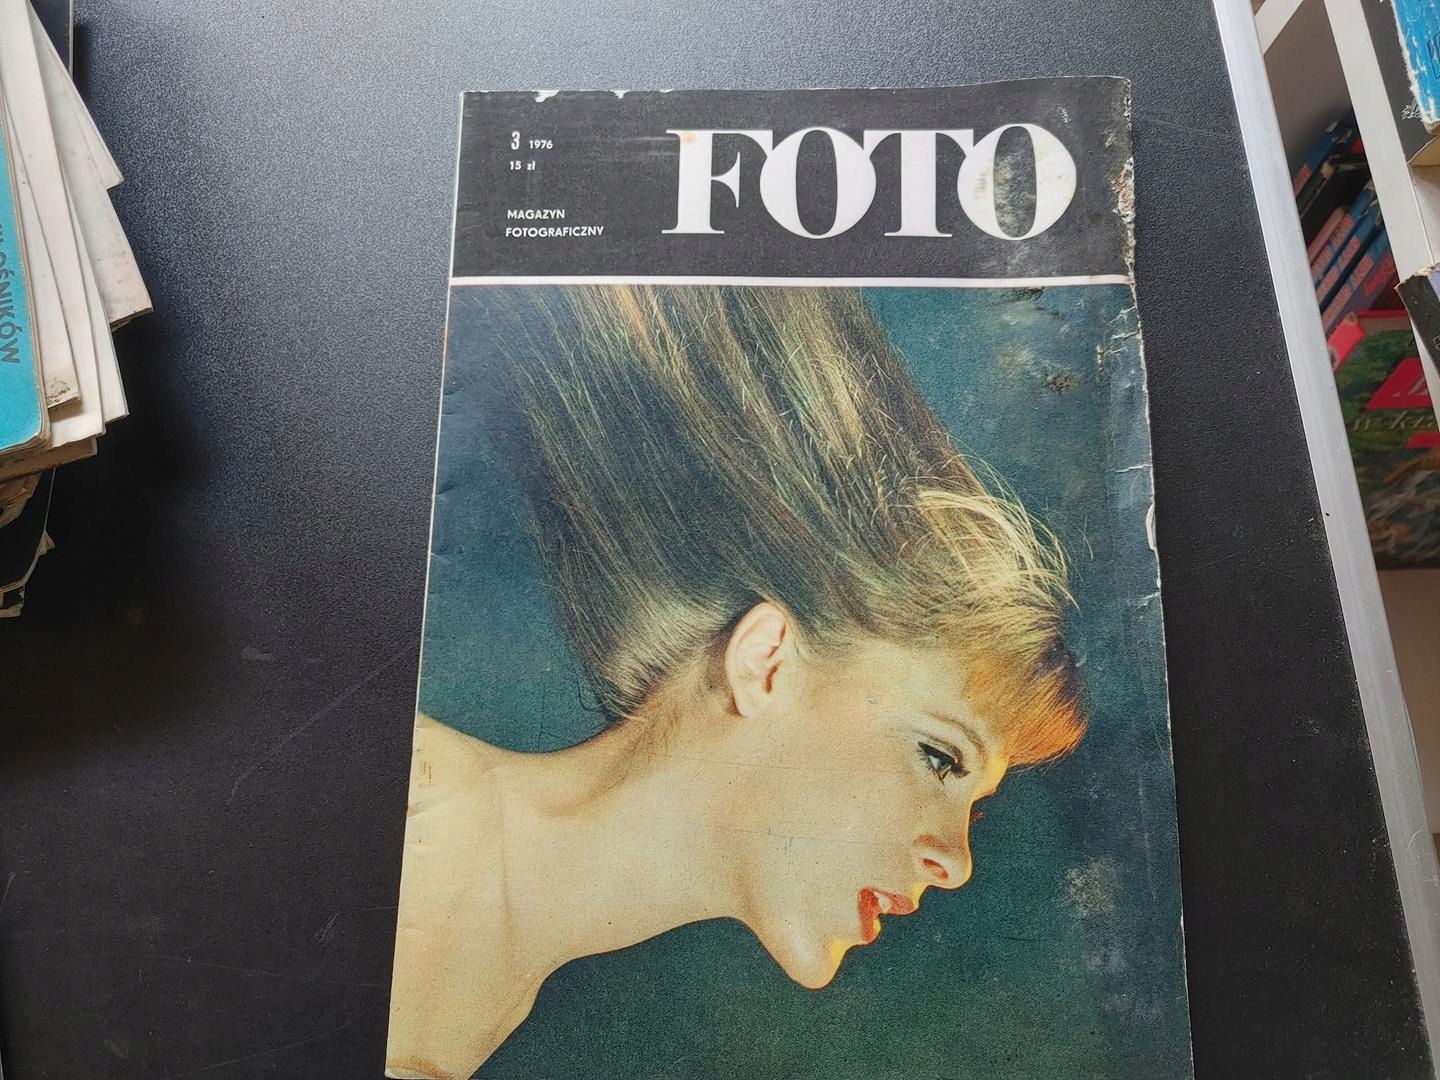 3 1976
15 zł
FOTO
MAGAZYN
FOTOGRAFICZNY